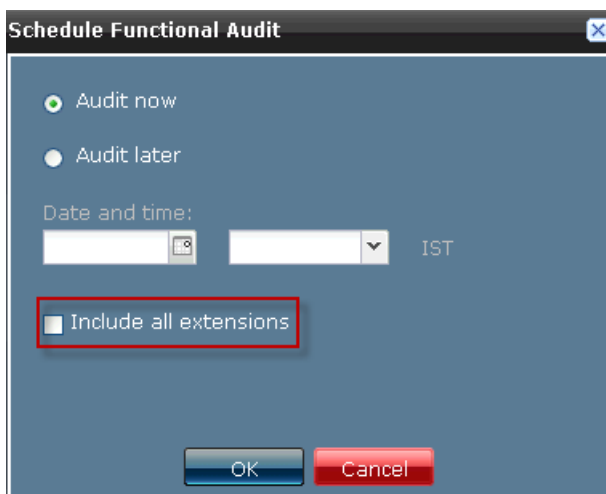 Schedule Functional Audit
Audit now
Audit later
Date and time:
IST
Include all extensions
OK Cancel